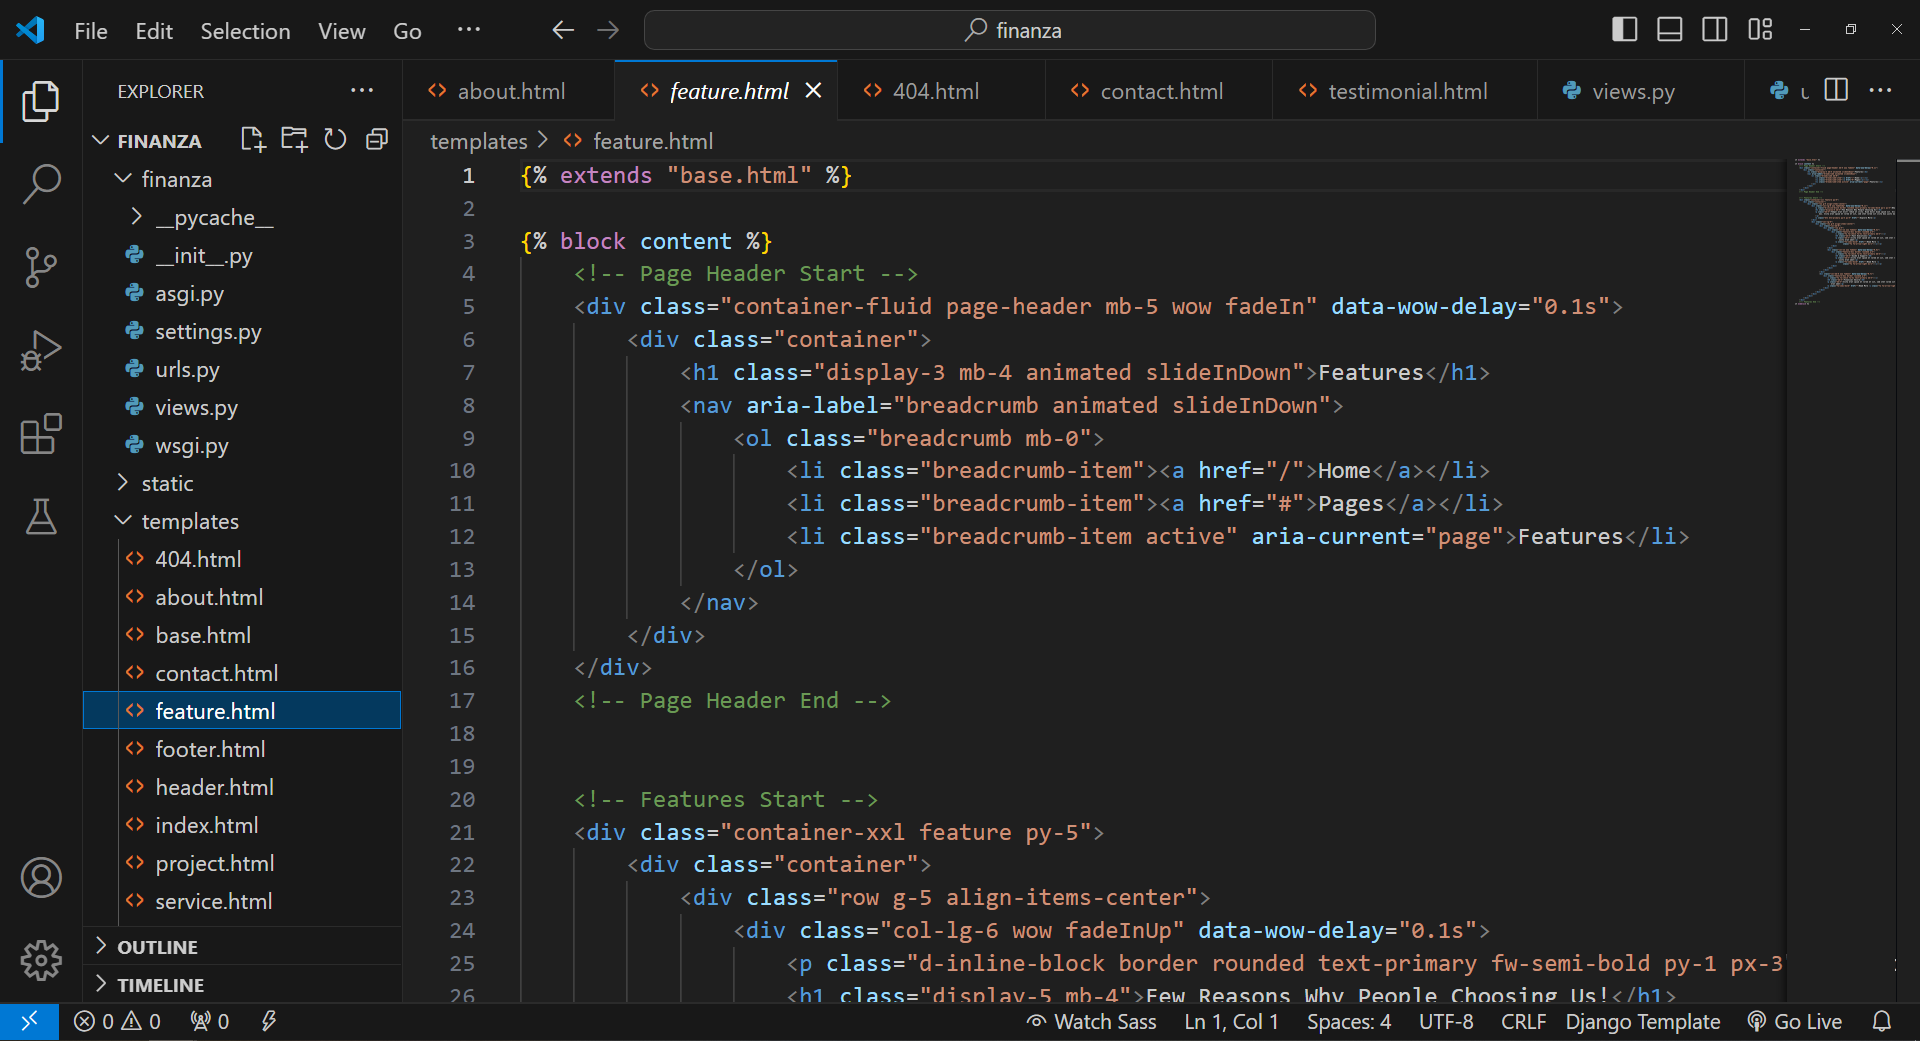 File Edit Selection View Go ··· finanza
EXPLORER ···
FINANZA
finanza
__pycache__
__init__.py
asgi.py
settings.py
urls.py
views.py
wsgi.py
static
templates
404.html
about.html
base.html
contact.html
feature.html
footer.html
header.html
index.html
project.html
service.html
OUTLINE
TIMELINE
about.html feature.html 404.html contact.html testimonial.html views.py
templates > feature.html
1 {% extends "base.html" %}
2
3 {% block content %}
4 <!-- Page Header Start -->
5 <div class="container-fluid page-header mb-5 wow fadeIn" data-wow-delay="0.1s">
6 <div class="container">
7 <h1 class="display-3 mb-4 animated slideInDown">Features</h1>
8 <nav aria-label="breadcrumb animated slideInDown">
9 <ol class="breadcrumb mb-0">
10 <li class="breadcrumb-item"><a href="/">Home</a></li>
11 <li class="breadcrumb-item"><a href="#">Pages</a></li>
12 <li class="breadcrumb-item active" aria-current="page">Features</li>
13 </ol>
14 </nav>
15 </div>
16 </div>
17 <!-- Page Header End -->
18
19
20 <!-- Features Start -->
21 <div class="container-xxl feature py-5">
22 <div class="container">
23 <div class="row g-5 align-items-center">
24 <div class="col-lg-6 wow fadeInUp" data-wow-delay="0.1s">
25 <p class="d-inline-block border rounded text-primary fw-semi-bold py-1 px-3
26 <h1 class="display-5 mb-4">Few Reasons Why People Choosing Us!</h1>
0 0 0 Watch Sass Ln 1, Col 1 Spaces: 4 UTF-8 CRLF Django Template Go Live